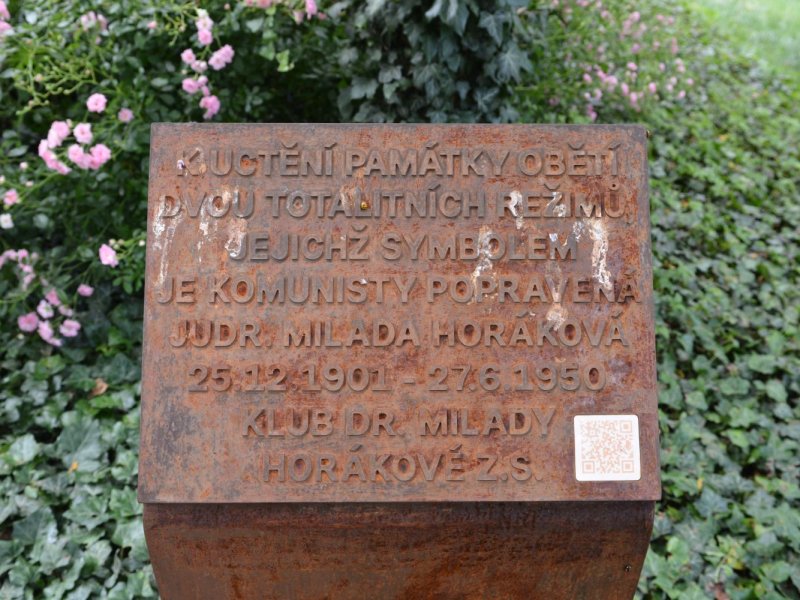 K UCTĚNÍ PAMÁTKY OBĚTÍ
DVOU TOTALITNÍCH REŽIMŮ,
JEJICHŽ SYMBOLEM
JE KOMUNISTY POPRAVENÁ
JUDR. MILADA HORÁKOVÁ
25.12.1901 - 27.6.1950
KLUB DR. MILADY
HORÁKOVÉ Z.S.